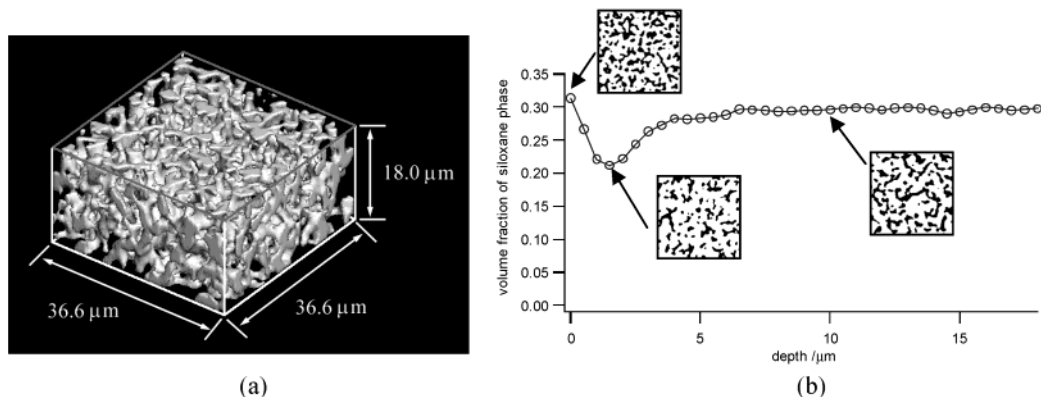 18.0 μm
36.6 μm
36.6 μm
(a)
volume fraction of siloxane phase
0.35
0.30
0.25
0.20
0.15
0.10
0.05
0.00
0
5
10
15
depth /μm
(b)